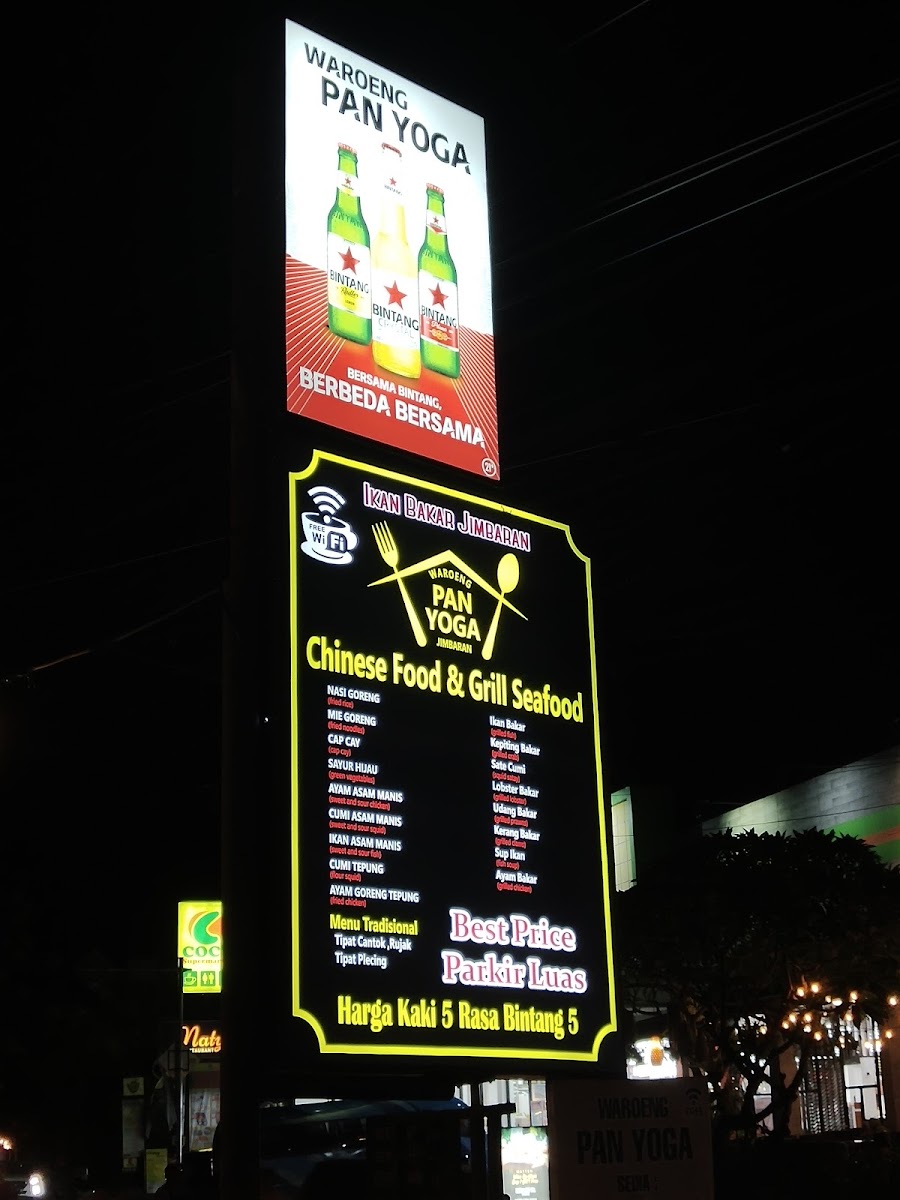 WAROENG
PAN YOGA
BINTANG
Radler
BINTANG
CRYSTAL
BINTANG
Pilsener
BERSAMA BINTANG,
BERBEDA BERSAMA
21+
IKAN BAKAR JIMBARAN
FREE
WiFi
WAROENG
PAN
YOGA
JIMBARAN
Chinese Food & Grill Seafood
NASI GORENG
(fried rice)
MIE GORENG
(fried noodles)
CAP CAY
(cap cay)
SAYUR HIJAU
(green vegetables)
AYAM ASAM MANIS
(sweet and sour chicken)
CUMI ASAM MANIS
(sweet and sour squid)
IKAN ASAM MANIS
(sweet and sour fish)
CUMI TEPUNG
(flour squid)
AYAM GORENG TEPUNG
(fried chicken)
Menu Tradisional
Tipat Cantok ,Rujak
Tipat Plecing
Ikan Bakar
(grilled fish)
Kepiting Bakar
(grilled crab)
Sate Cumi
(squid satay)
Lobster Bakar
(grilled lobster)
Udang Bakar
(grilled prawns)
Kerang Bakar
(grilled clams)
Sup Ikan
(fish soup)
Ayam Bakar
(grilled chicken)
Best Price
Parkir Luas
Harga Kaki 5 Rasa Bintang 5
COCO
Supermarket
WAROENG
PAN YOGA
SEDIA :